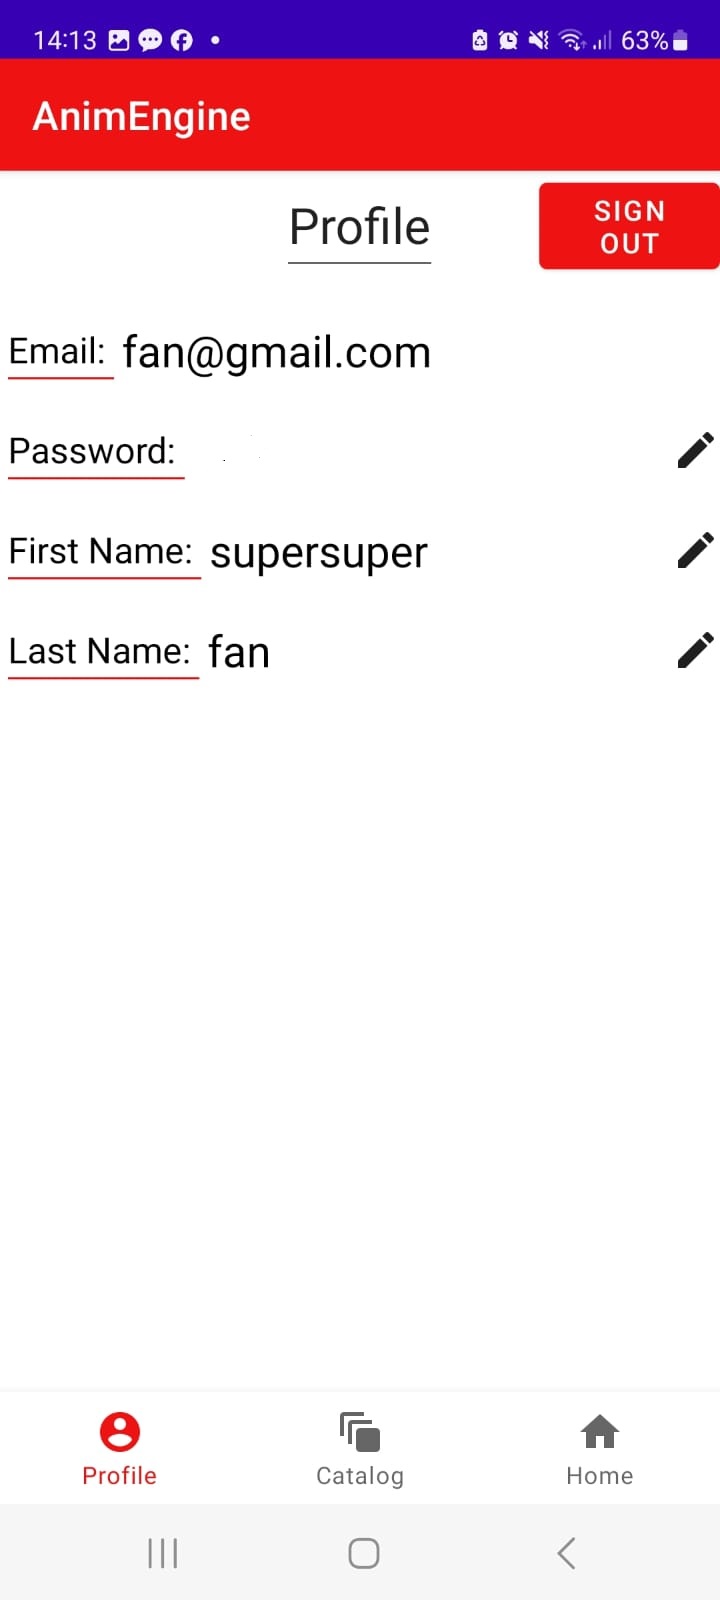 14:13 63%
AnimEngine
Profile
SIGN
OUT
Email: fan@gmail.com
Password:
First Name: supersuper
Last Name: fan
Profile Catalog Home